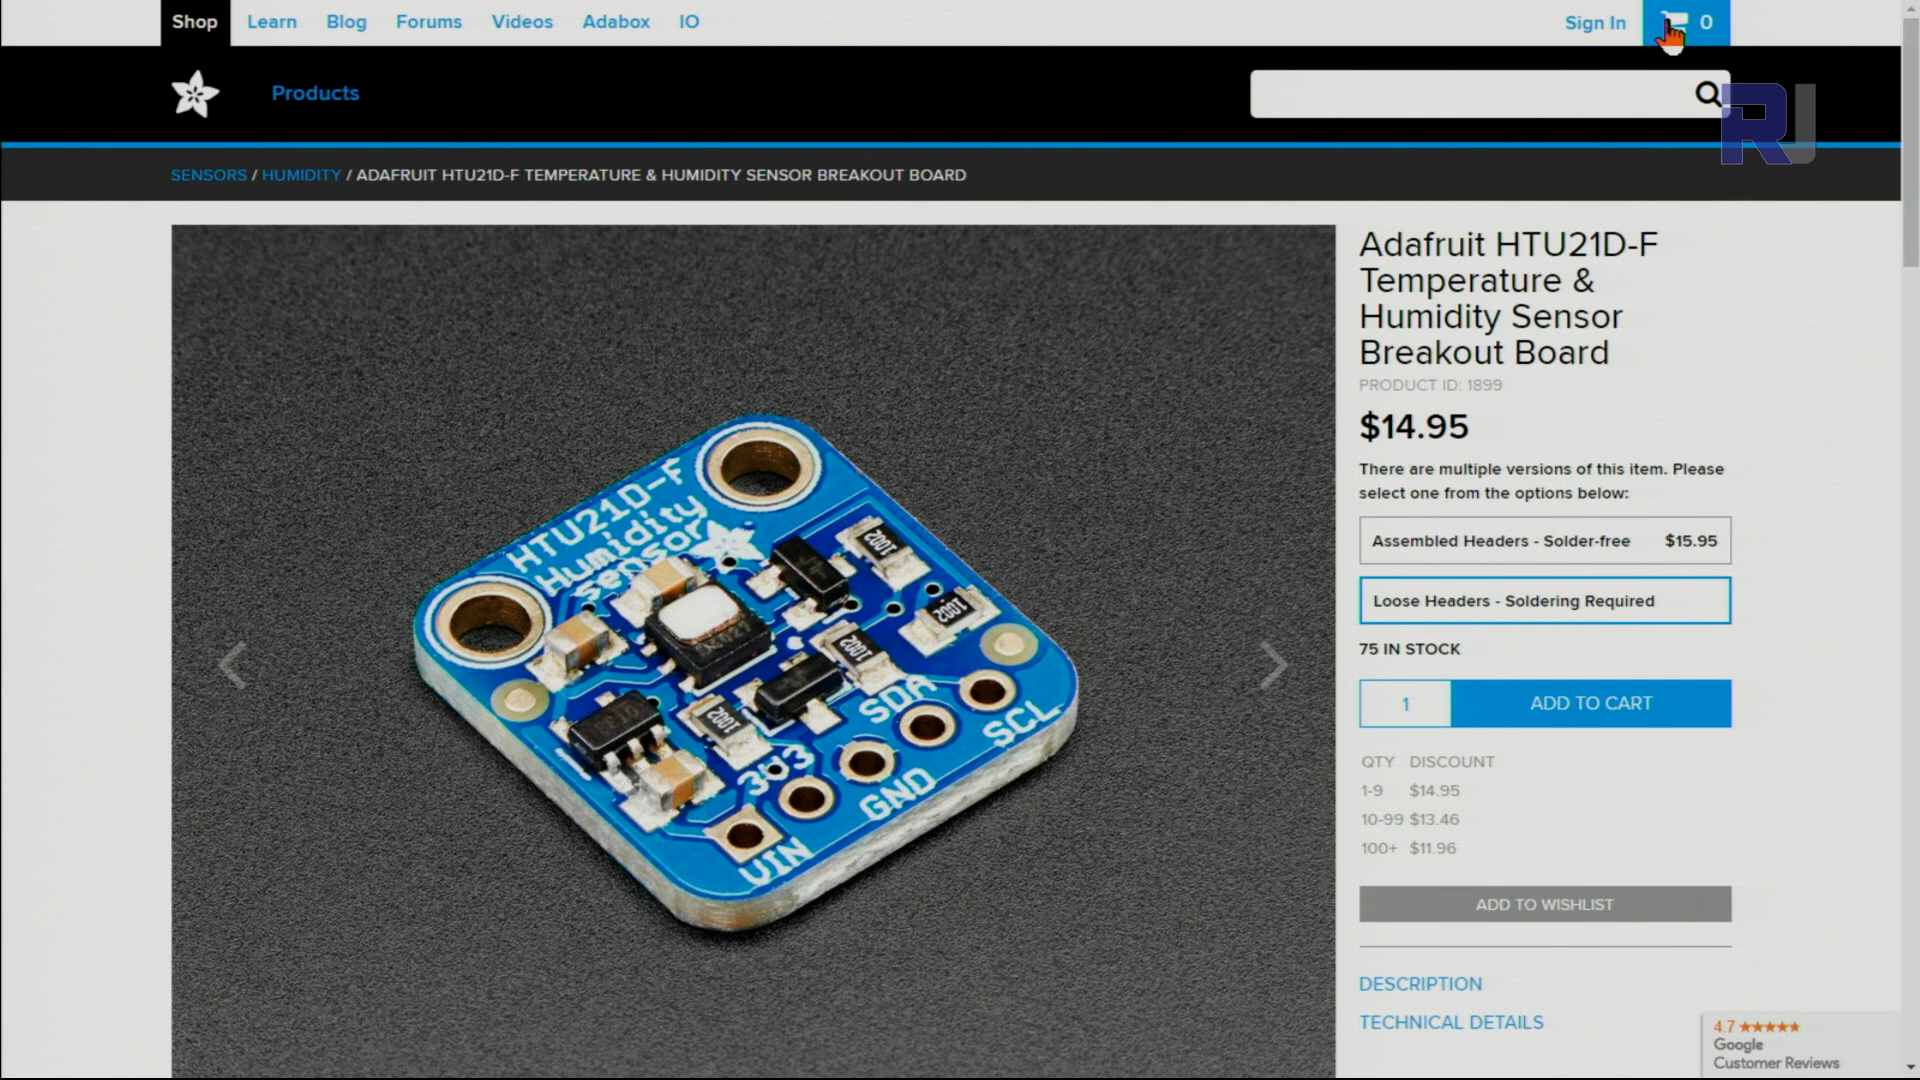 Shop Learn Blog Forums Videos Adabox IO Sign In 0
Products
RJ
SENSORS / HUMIDITY / ADAFRUIT HTU21D-F TEMPERATURE & HUMIDITY SENSOR BREAKOUT BOARD
HTU21D-F
Humidity
Sensor
1002
1002
1002
1002
SDA
SCL
3V3
GND
VIN
Adafruit HTU21D-F
Temperature &
Humidity Sensor
Breakout Board
PRODUCT ID: 1899
$14.95
There are multiple versions of this item. Please
select one from the options below:
Assembled Headers - Solder-free $15.95
Loose Headers - Soldering Required
75 IN STOCK
1 ADD TO CART
QTY DISCOUNT
1-9 $14.95
10-99 $13.46
100+ $11.96
ADD TO WISHLIST
DESCRIPTION
TECHNICAL DETAILS
4.7
Google
Customer Reviews